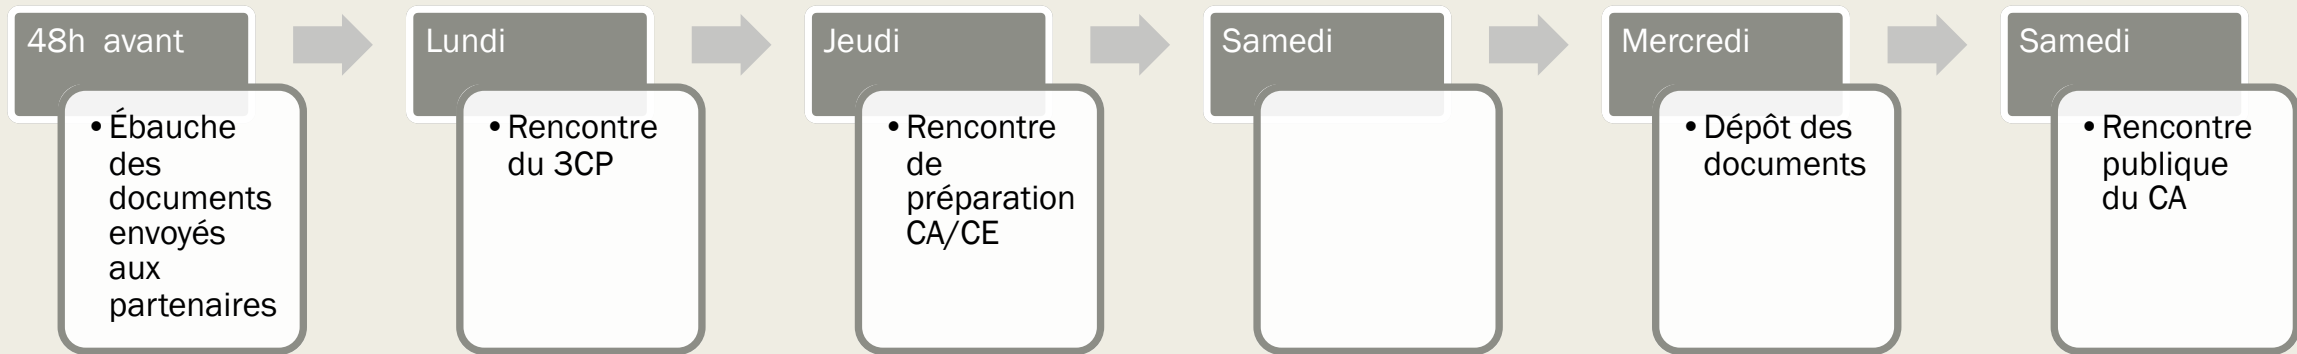 48h avant
• Ébauche
des
documents
envoyés
aux
partenaires
Lundi
• Rencontre
du 3CP
Jeudi
• Rencontre
de
préparation
CA/CE
Samedi
Mercredi
• Dépôt des
documents
Samedi
• Rencontre
publique
du CA